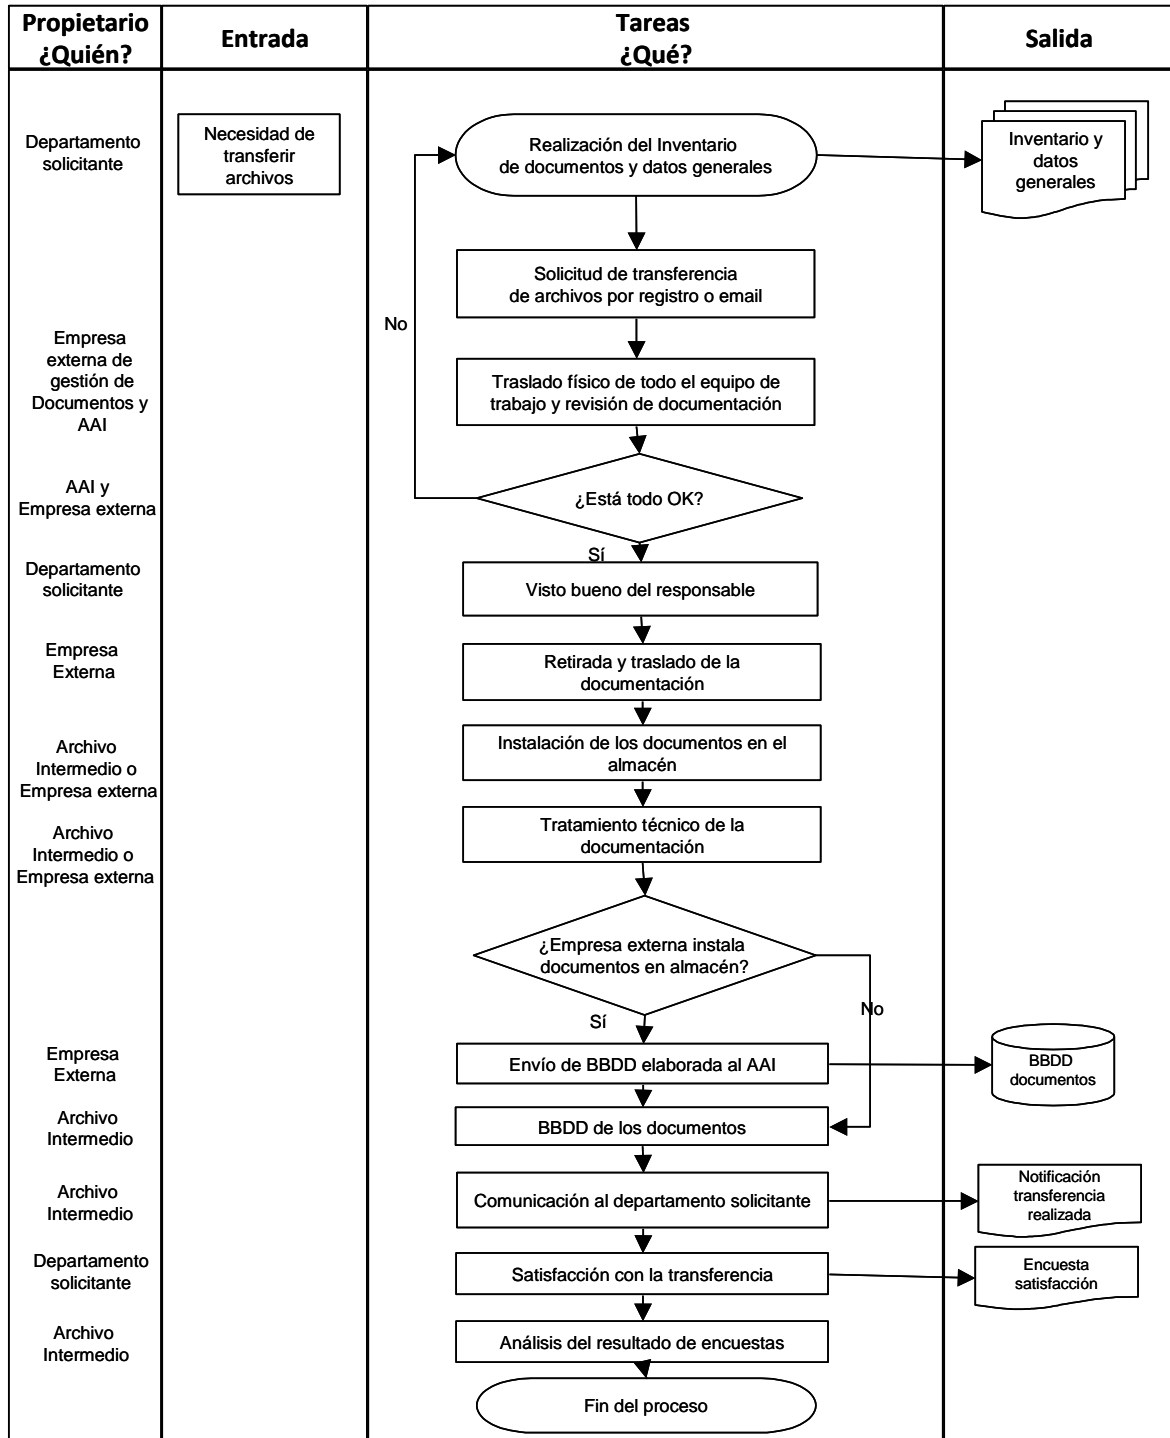 Propietario
¿Quién?
Entrada
Tareas
¿Qué?
Salida
Departamento
solicitante
Necesidad de
transferir
archivos
Realización del Inventario
de documentos y datos generales
Inventario y
datos
generales
Solicitud de transferencia
de archivos por registro o email
No
Empresa
externa de
gestión de
Documentos y
AAI
Traslado físico de todo el equipo de
trabajo y revisión de documentación
AAI y
Empresa externa
¿Está todo OK?
Sí
Departamento
solicitante
Visto bueno del responsable
Empresa
Externa
Retirada y traslado de la
documentación
Archivo
Intermedio o
Empresa externa
Instalación de los documentos en el
almacén
Archivo
Intermedio o
Empresa externa
Tratamiento técnico de la
documentación
¿Empresa externa instala
documentos en almacén?
No
Sí
Empresa
Externa
Envío de BBDD elaborada al AAI
BBDD
documentos
Archivo
Intermedio
BBDD de los documentos
Archivo
Intermedio
Comunicación al departamento solicitante
Notificación
transferencia
realizada
Departamento
solicitante
Satisfacción con la transferencia
Encuesta
satisfacción
Archivo
Intermedio
Análisis del resultado de encuestas
Fin del proceso